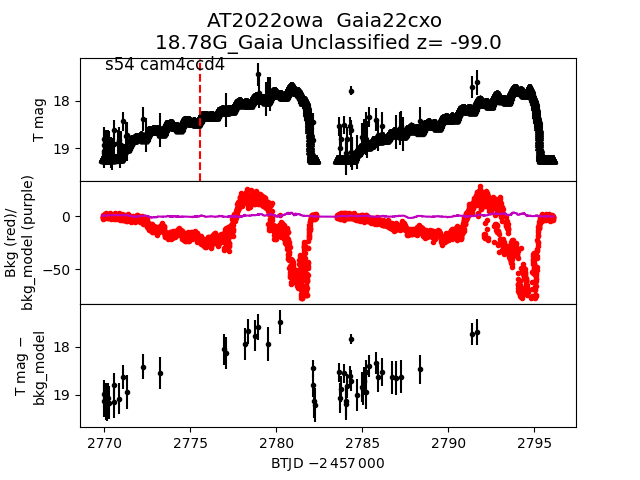 AT2022owa  Gaia22cxo
18.78G_Gaia Unclassified z= -99.0
s54 cam4ccd4
T mag
18
19
Bkg (red)/
bkg_model (purple)
0
−50
T mag −
bkg_model
18
19
2770 2775 2780 2785 2790 2795
BTJD −2 457 000